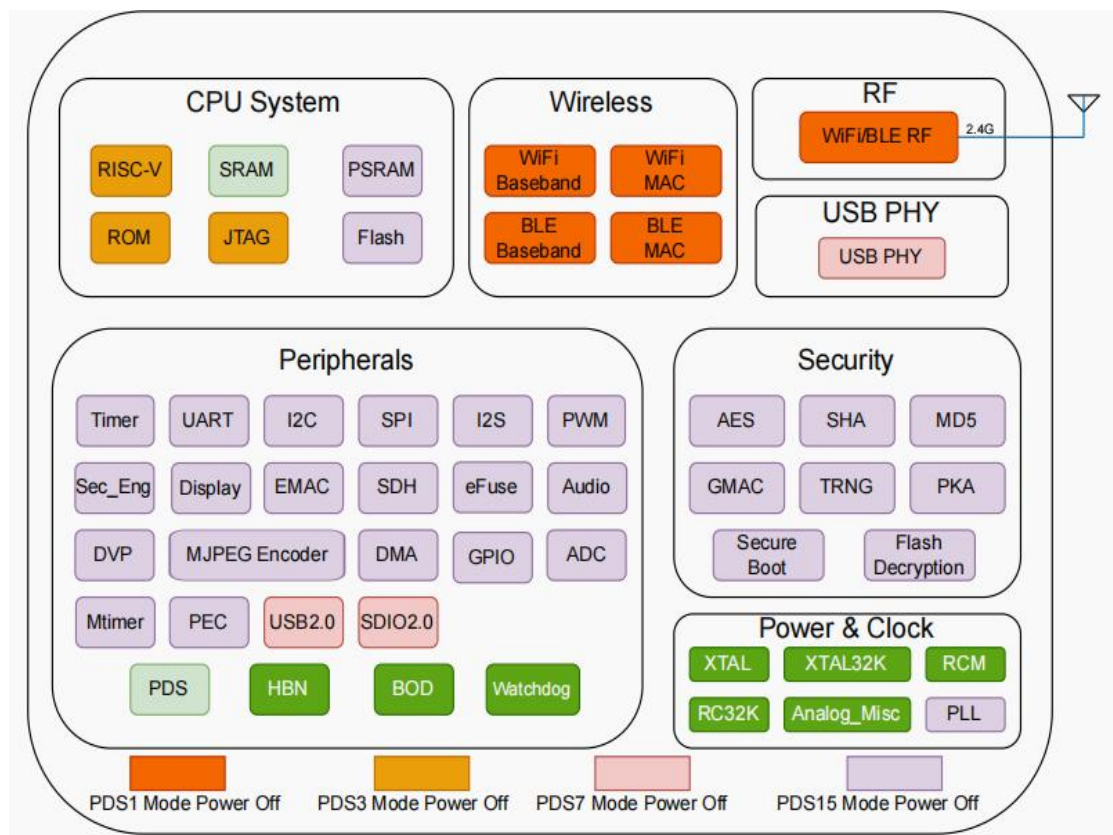 CPU System
RISC-V
SRAM
PSRAM
ROM
JTAG
Flash
Wireless
WiFi
Baseband
WiFi
MAC
BLE
Baseband
BLE
MAC
RF
WiFi/BLE RF
2.4G
USB PHY
USB PHY
Peripherals
Timer
UART
I2C
SPI
I2S
PWM
Sec_Eng
Display
EMAC
SDH
eFuse
Audio
DVP
MJPEG Encoder
DMA
GPIO
ADC
Mtimer
PEC
USB2.0
SDIO2.0
PDS
HBN
BOD
Watchdog
Security
AES
SHA
MD5
GMAC
TRNG
PKA
Secure
Boot
Flash
Decryption
Power & Clock
XTAL
XTAL32K
RCM
RC32K
Analog_Misc
PLL
PDS1 Mode Power Off
PDS3 Mode Power Off
PDS7 Mode Power Off
PDS15 Mode Power Off